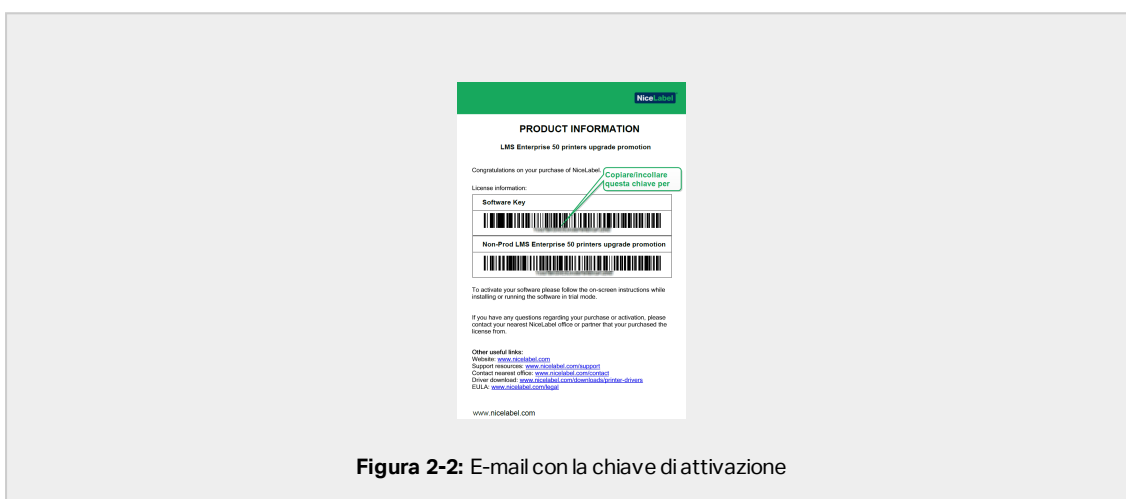 NiceLabel
PRODUCT INFORMATION
LMS Enterprise 50 printers upgrade promotion
Congratulations on your purchase of NiceLabel.
Copiare/incollare
questa chiave per
License information:
Software Key
Non-Prod LMS Enterprise 50 printers upgrade promotion
To activate your software please follow the on-screen instructions while
installing or running the software in trial mode.
If you have any questions regarding your purchase or activation, please
contact your nearest NiceLabel office or partner that your purchased the
license from.
Other useful links:
Website: www.nicelabel.com
Support resources: www.nicelabel.com/support
Contact nearest office: www.nicelabel.com/contact
Driver download: www.nicelabel.com/downloads/printer-drivers
EULA: www.nicelabel.com/legal
www.nicelabel.com
Figura 2-2: E-mail con la chiave di attivazione